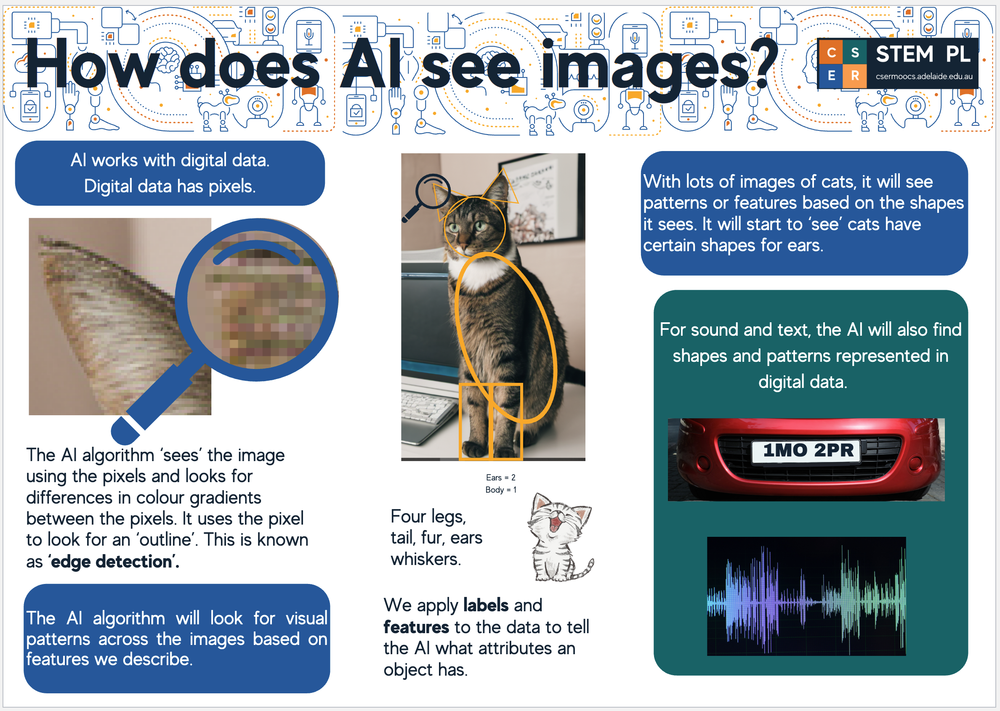 How does AI see images?
C S
E R
STEM PL
csermoocs.adelaide.edu.au
AI works with digital data.
Digital data has pixels.
The AI algorithm ‘sees’ the image
using the pixels and looks for
differences in colour gradients
between the pixels. It uses the pixel
to look for an ‘outline’. This is known
as ‘edge detection’.
The AI algorithm will look for visual
patterns across the images based on
features we describe.
Ears = 2
Body = 1
Four legs,
tail, fur, ears
whiskers.
We apply labels and
features to the data to tell
the AI what attributes an
object has.
With lots of images of cats, it will see
patterns or features based on the shapes
it sees. It will start to ‘see’ cats have
certain shapes for ears.
For sound and text, the AI will also find
shapes and patterns represented in
digital data.
1MO 2PR